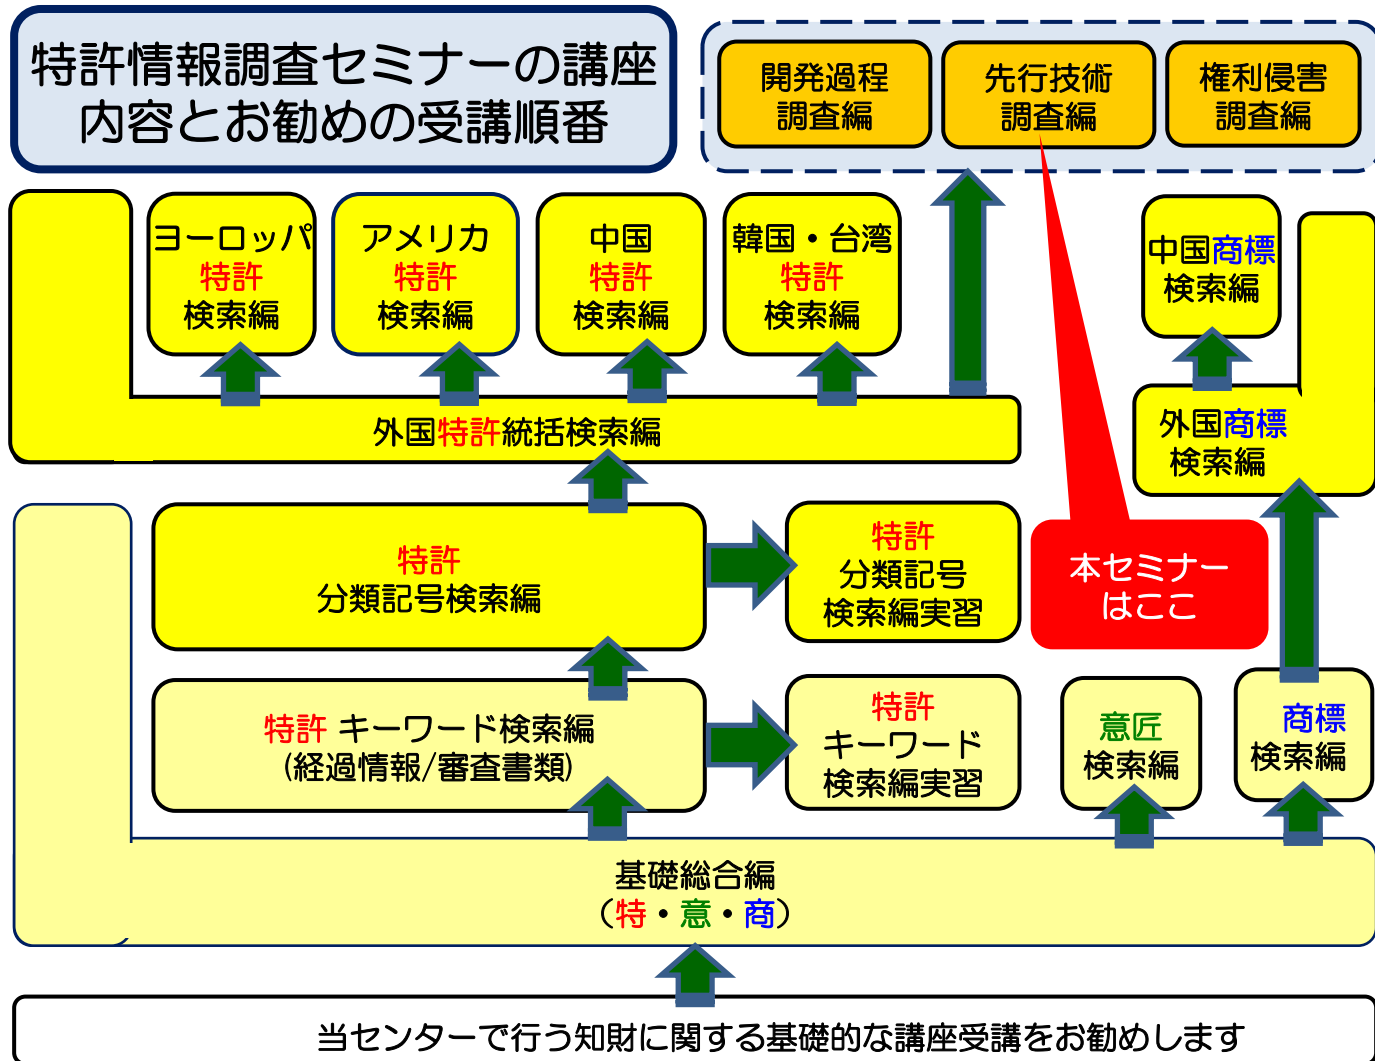 特許情報調査セミナーの講座
内容とお勧めの受講順番
開発過程
調査編
先行技術
調査編
権利侵害
調査編
ヨーロッパ
特許
検索編
アメリカ
特許
検索編
中国
特許
検索編
韓国・台湾
特許
検索編
中国商標
検索編
外国特許統括検索編
外国商標
検索編
特許
分類記号検索編
特許
分類記号
検索編実習
本セミナー
はここ
特許 キーワード検索編
(経過情報/審査書類)
特許
キーワード
検索編実習
意匠
検索編
商標
検索編
基礎総合編
（特・意・商）
当センターで行う知財に関する基礎的な講座受講をお勧めします